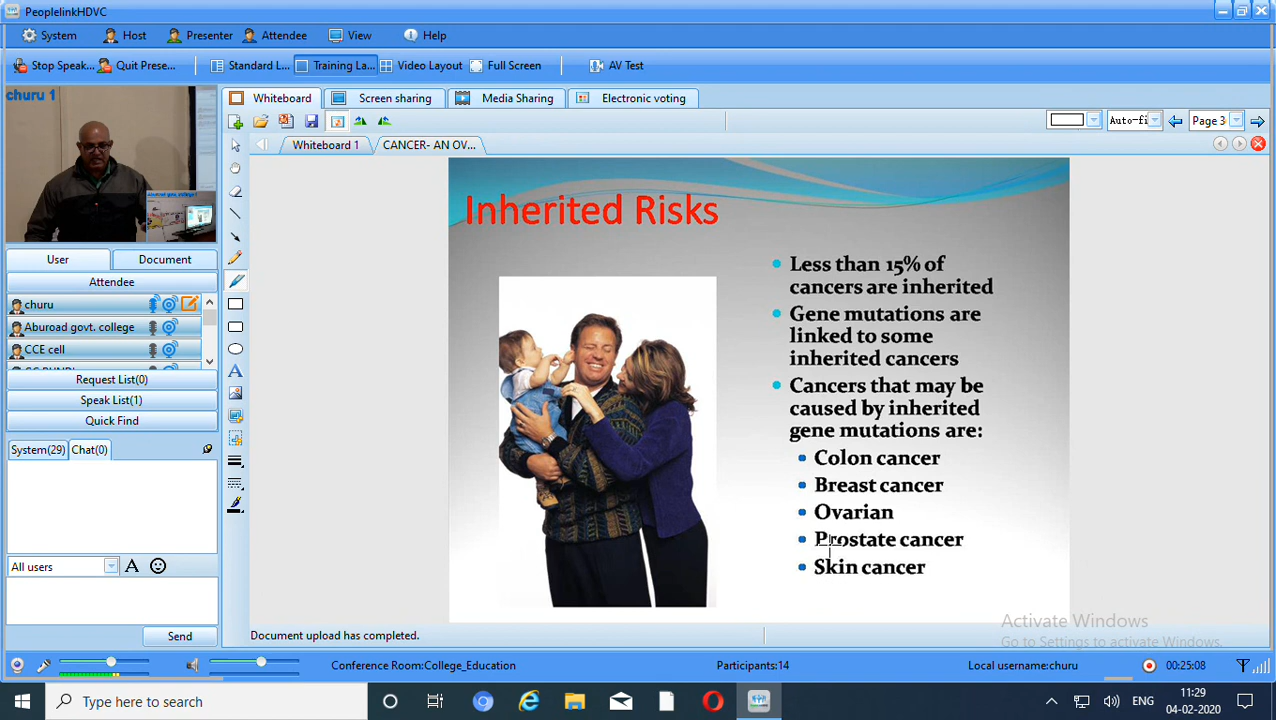 PeoplelinkHDVC
System Host Presenter Attendee View Help
Stop Speak... Quit Prese... Standard L... Training La... Video Layout Full Screen AV Test
churu 1
Whiteboard Screen sharing Media Sharing Electronic voting
Auto-fi Page 3
Whiteboard 1 CANCER- AN OV...
Inherited Risks
Less than 15% of
cancers are inherited
Gene mutations are
linked to some
inherited cancers
Cancers that may be
caused by inherited
gene mutations are:
Colon cancer
Breast cancer
Ovarian
Prostate cancer
Skin cancer
User Document
Attendee
churu
Aburoad govt. college
CCE cell
Request List(0)
Speak List(1)
Quick Find
System(29) Chat(0)
All users
Send
Document upload has completed.
Activate Windows
Go to Settings to activate Windows.
Conference Room:College_Education Participants:14 Local username:churu 00:25:08
Type here to search
ENG
11:29
04-02-2020